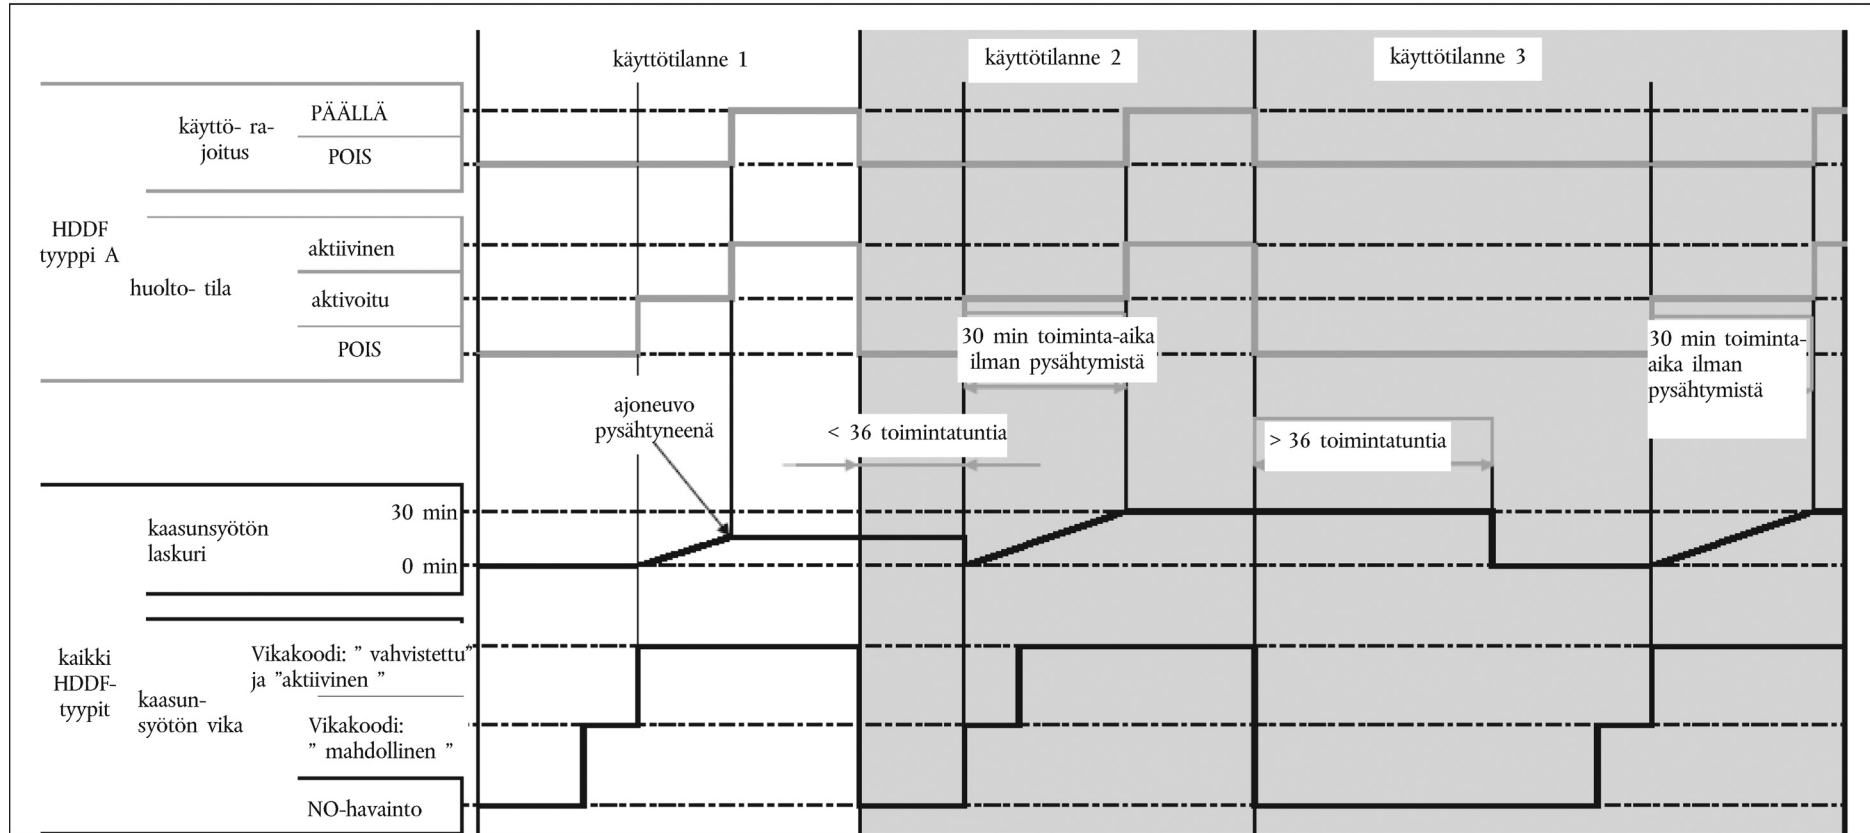 käyttötilanne 1
käyttötilanne 2
käyttötilanne 3
HDDF
tyyppi A
käyttö- ra-
joitus
PÄÄLLÄ
POIS
huolto- tila
aktiivinen
aktivoitu
POIS
30 min toiminta-aika
ilman pysähtymistä
30 min toiminta-
aika ilman
pysähtymistä
ajoneuvo
pysähtyneenä
< 36 toimintatuntia
> 36 toimintatuntia
kaasunsyötön
laskuri
30 min
0 min
kaikki
HDDF-
tyypit
kaasun-
syötön vika
Vikakoodi: ” vahvistettu”
ja ”aktiivinen ”
Vikakoodi:
” mahdollinen ”
NO-havainto